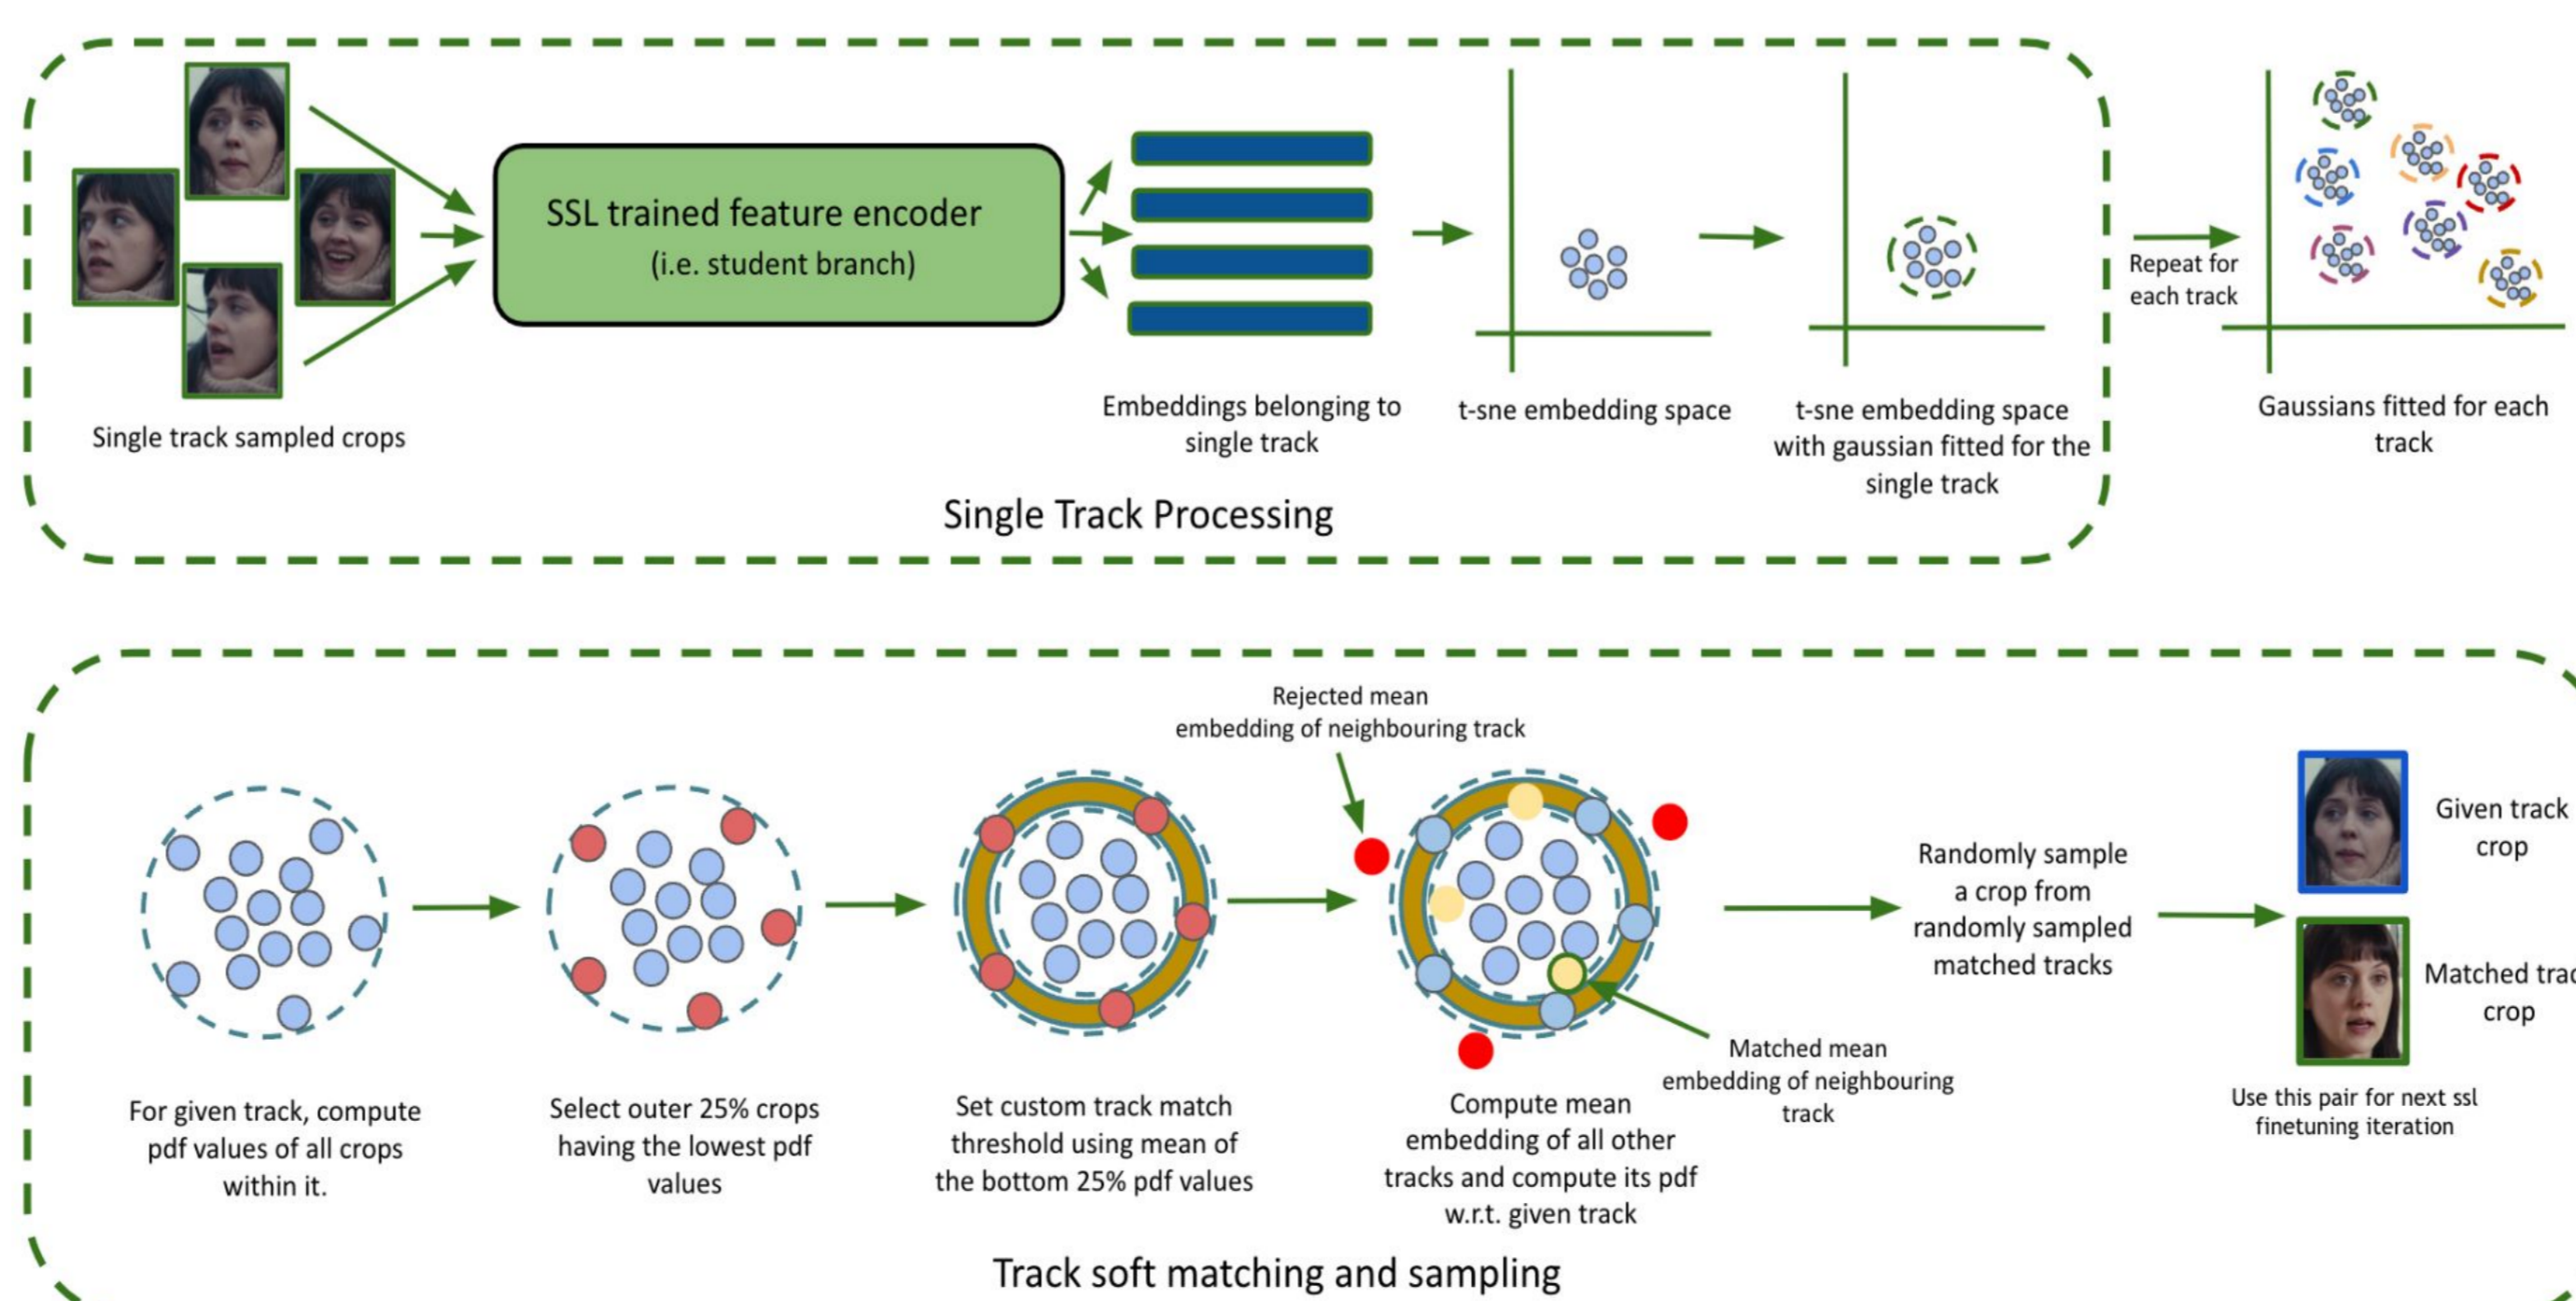 SSL trained feature encoder
(i.e. student branch)
Repeat for
each track
Single track sampled crops
Embeddings belonging to
single track
t-sne embedding space
t-sne embedding space
with gaussian fitted for the
single track
Gaussians fitted for each
track
Single Track Processing
Rejected mean
embedding of neighbouring track
Randomly sample
a crop from
randomly sampled
matched tracks
Given track
crop
Matched trac
crop
Matched mean
embedding of neighbouring
track
For given track, compute
pdf values of all crops
within it.
Select outer 25% crops
having the lowest pdf
values
Set custom track match
threshold using mean of
the bottom 25% pdf values
Compute mean
embedding of all other
tracks and compute its pdf
w.r.t. given track
Use this pair for next ssl
finetuning iteration
Track soft matching and sampling